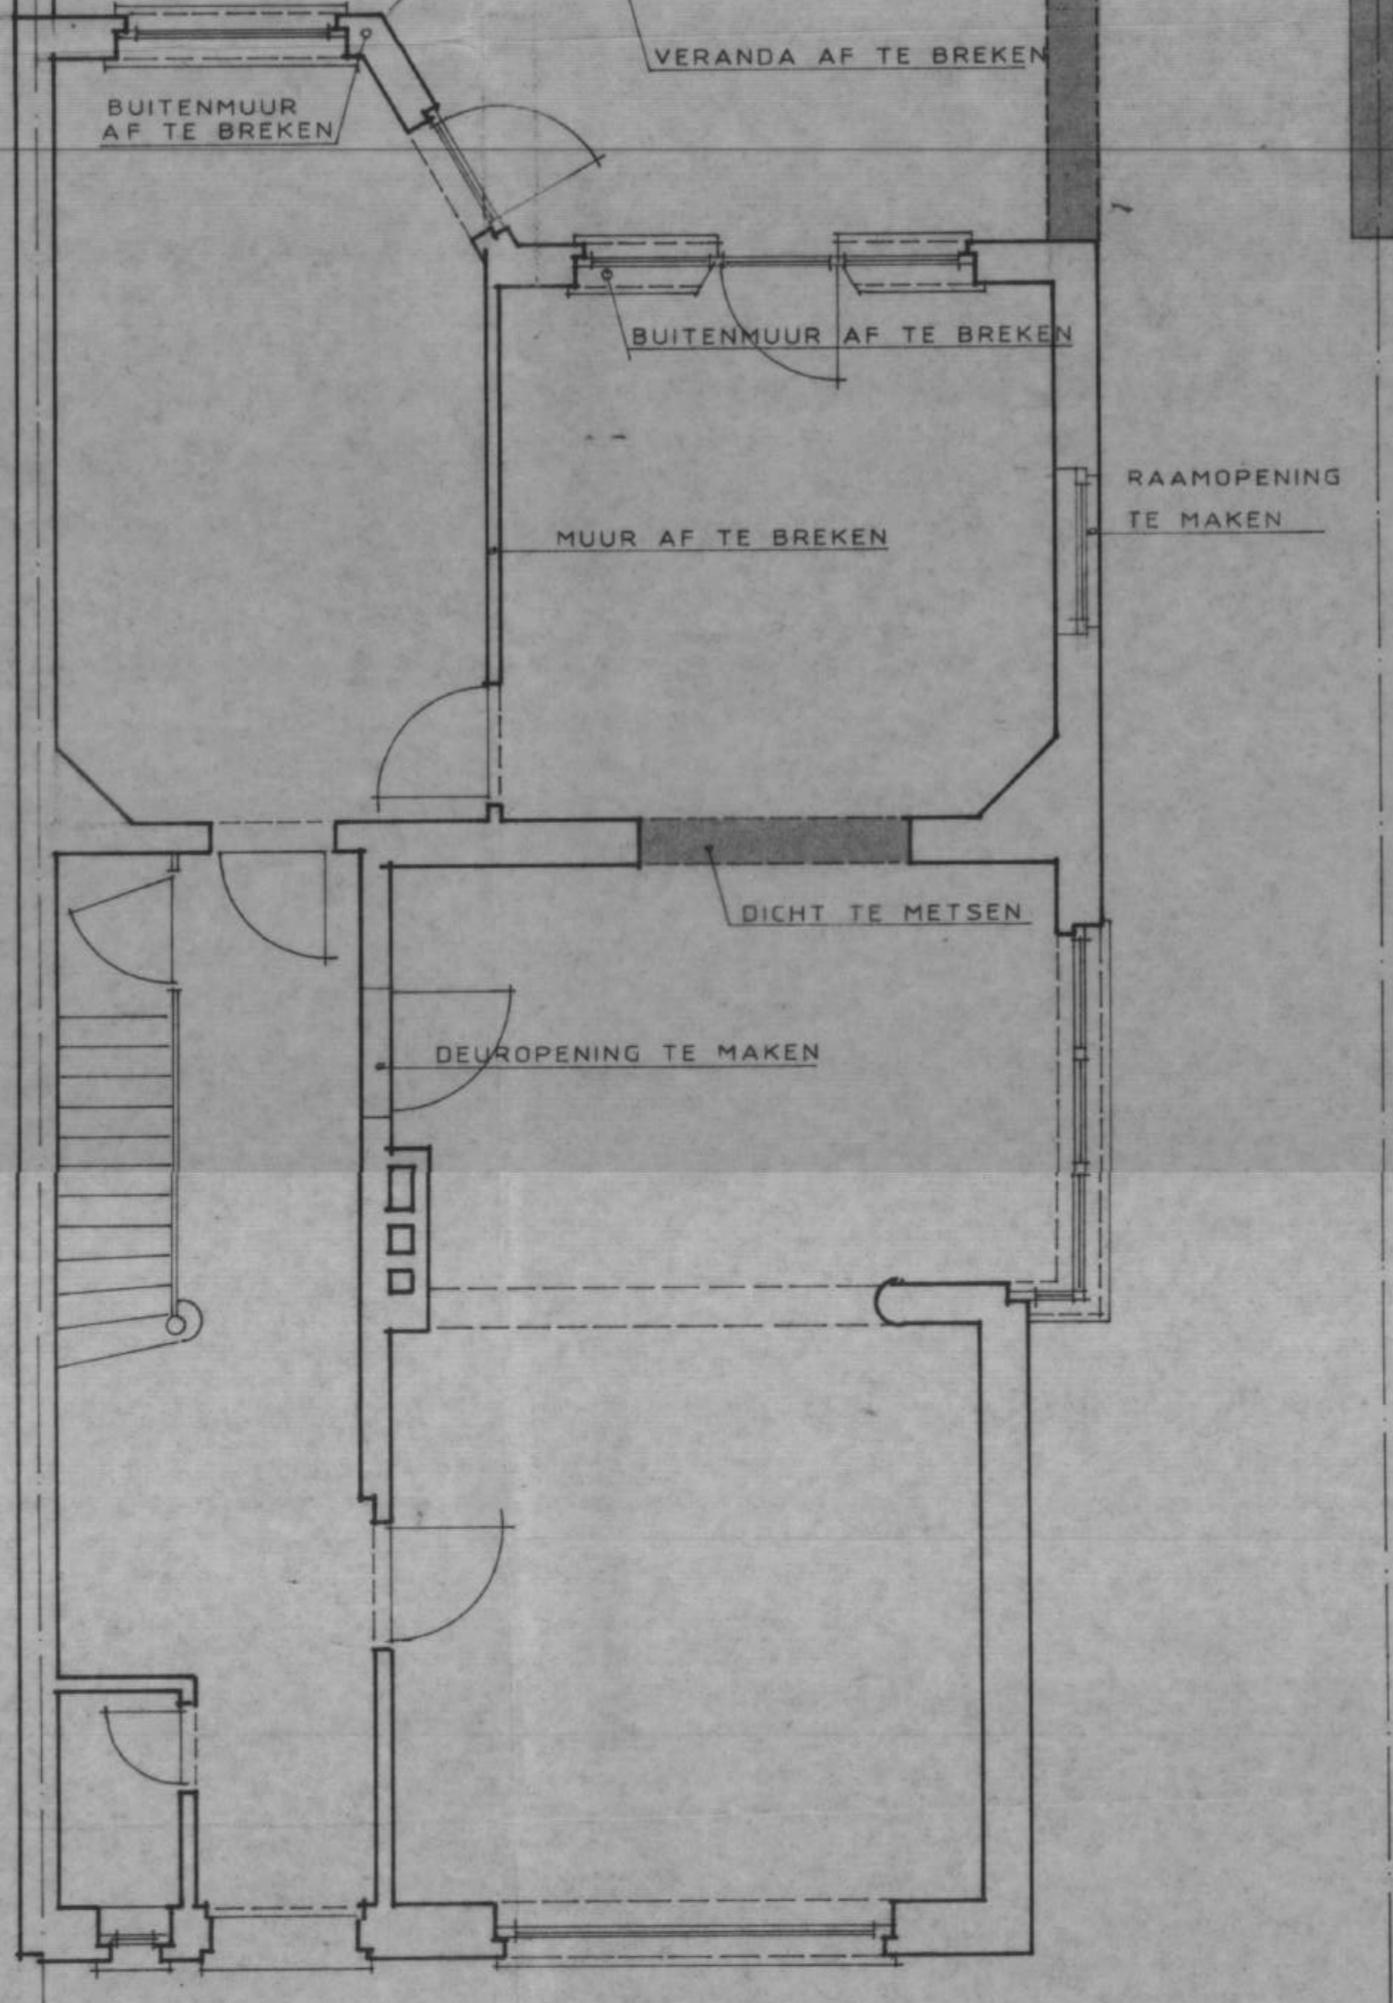 VERANDA AF TE BREKEN
BUITENMUUR
AF TE BREKEN
BUITENMUUR AF TE BREKEN
RAAMOPENING
TE MAKEN
MUUR AF TE BREKEN
DICHT TE METSEN
DEUROPENING TE MAKEN